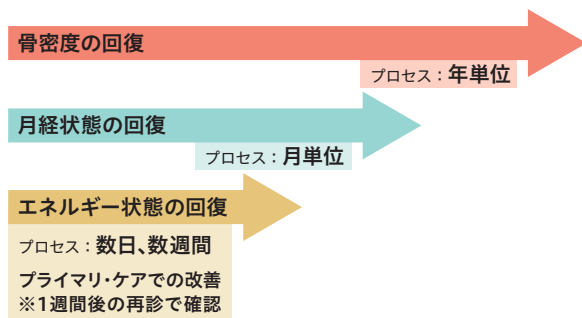 骨密度の回復
プロセス：年単位
月経状態の回復
プロセス：月単位
エネルギー状態の回復
プロセス：数日、数週間
プライマリ・ケアでの改善
※1週間後の再診で確認